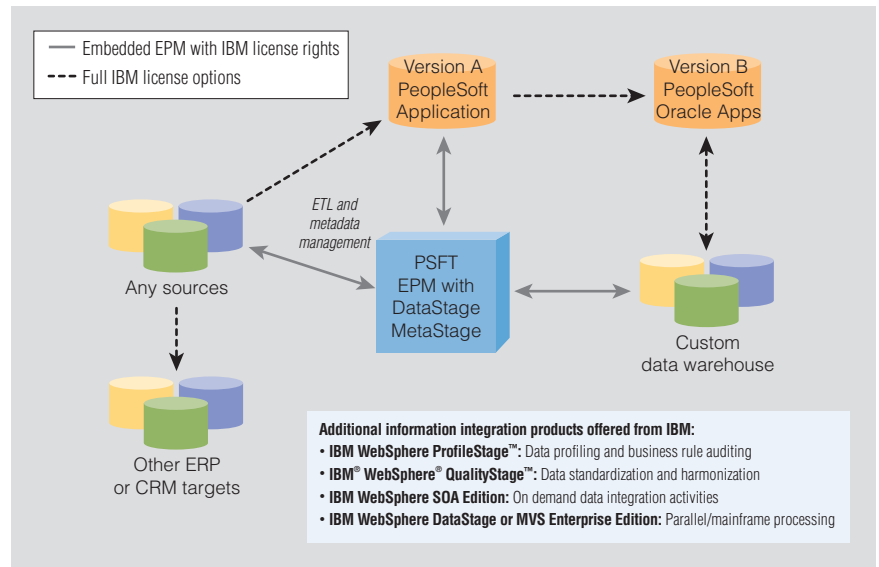 Embedded EPM with IBM license rights
Full IBM license options
Version A
PeopleSoft
Application
Version B
PeopleSoft
Oracle Apps
ETL and
metadata
management
Any sources
PSFT
EPM with
DataStage
MetaStage
Custom
data warehouse
Other ERP
or CRM targets
Additional information integration products offered from IBM:
• IBM WebSphere ProfileStage™: Data profiling and business rule auditing
• IBM® WebSphere® QualityStage™: Data standardization and harmonization
• IBM WebSphere SOA Edition: On demand data integration activities
• IBM WebSphere DataStage or MVS Enterprise Edition: Parallel/mainframe processing